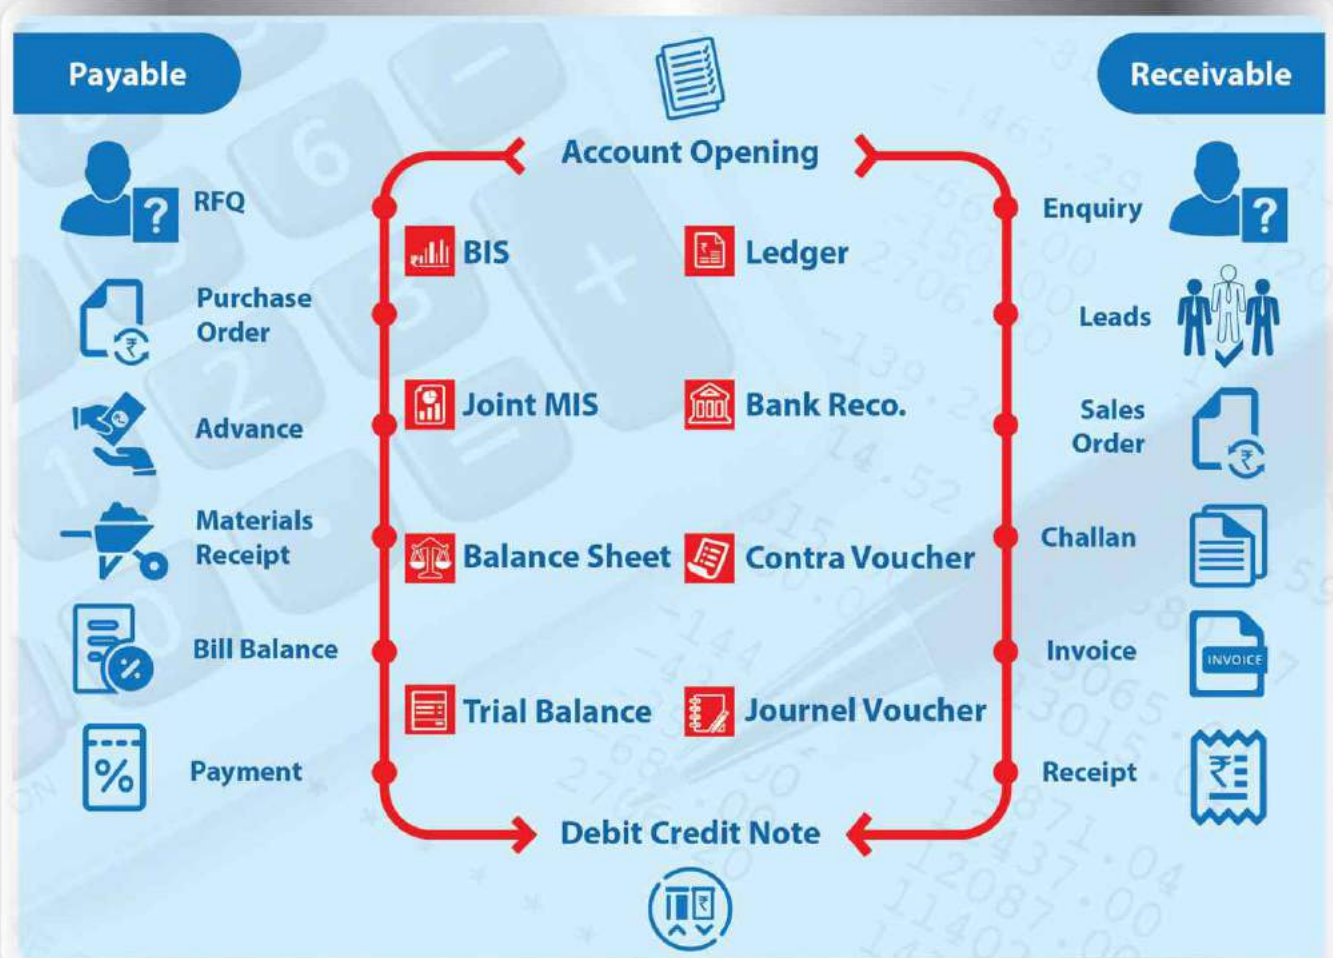 Payable
Receivable
Account Opening
RFQ
Purchase
Order
Advance
Materials
Receipt
Bill Balance
Payment
BIS
Ledger
Joint MIS
Bank Reco.
Balance Sheet
Contra Voucher
Trial Balance
Journel Voucher
Enquiry
Leads
Sales
Order
Challan
Invoice
INVOICE
Receipt
Debit Credit Note